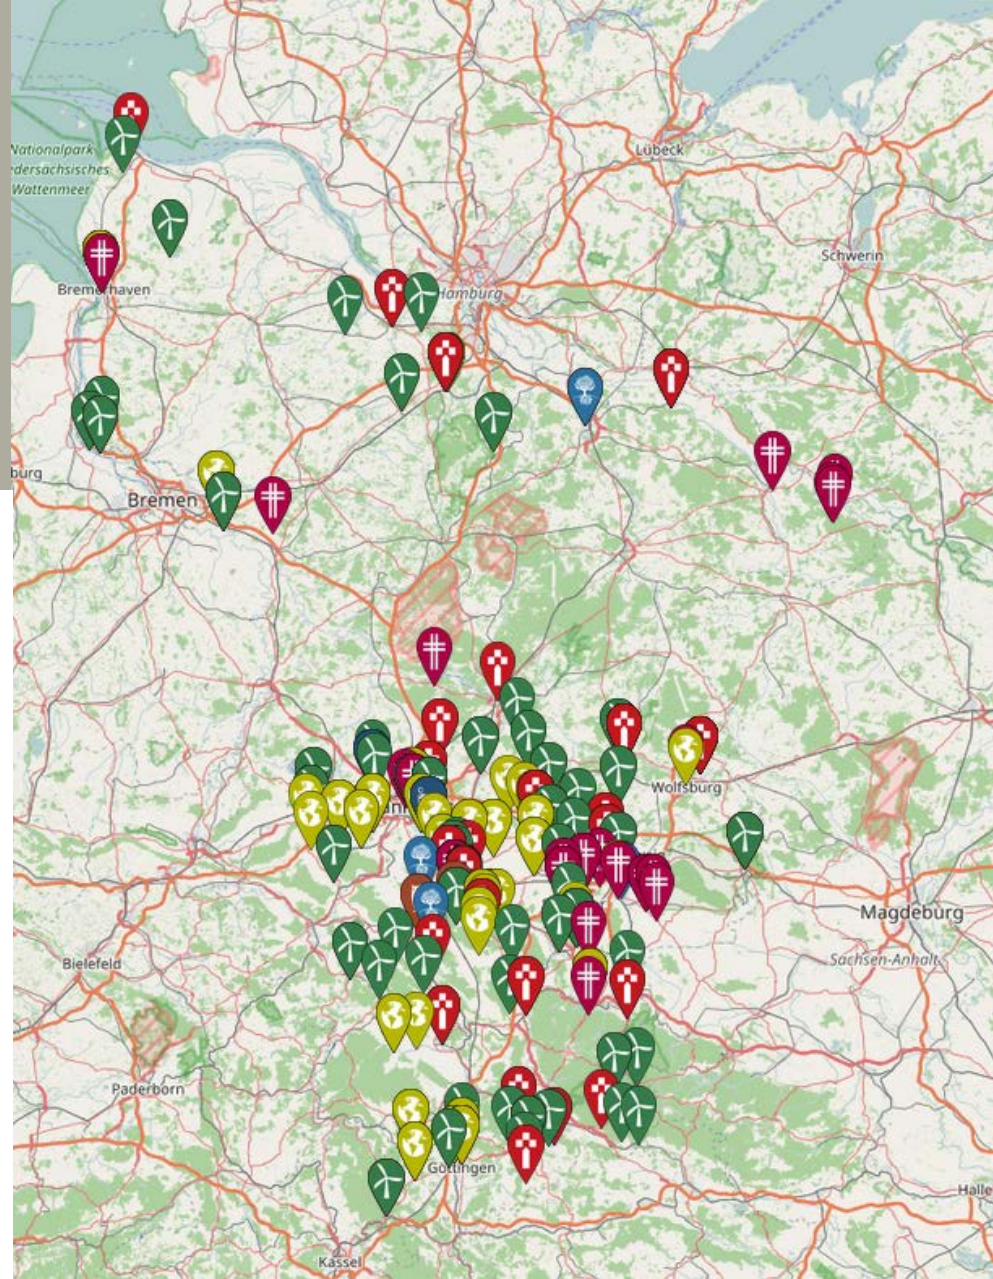 Lübeck
Nationalpark
edersächsisches
Wattenmeer
Schwerin
Bremerhaven
Hamburg
burg
Bremen
Wolfsburg
Magdeburg
Bielefeld
Sachsen-Anhalt
Paderborn
Göttingen
Halle
Kassel